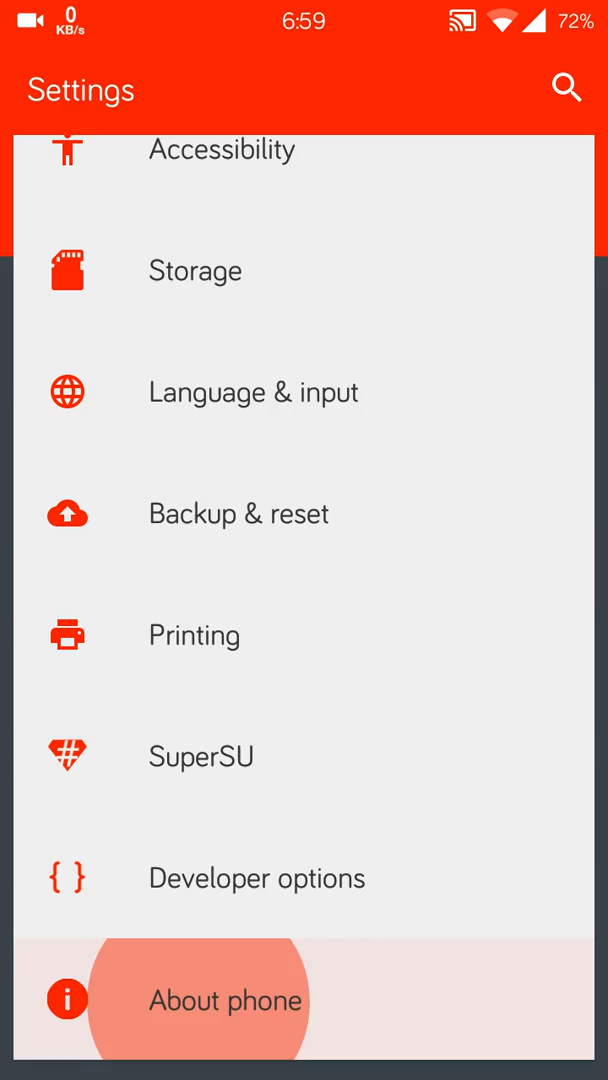 0
KB/s
6:59
72%
Settings
Accessibility
Storage
Language & input
Backup & reset
Printing
SuperSU
Developer options
About phone